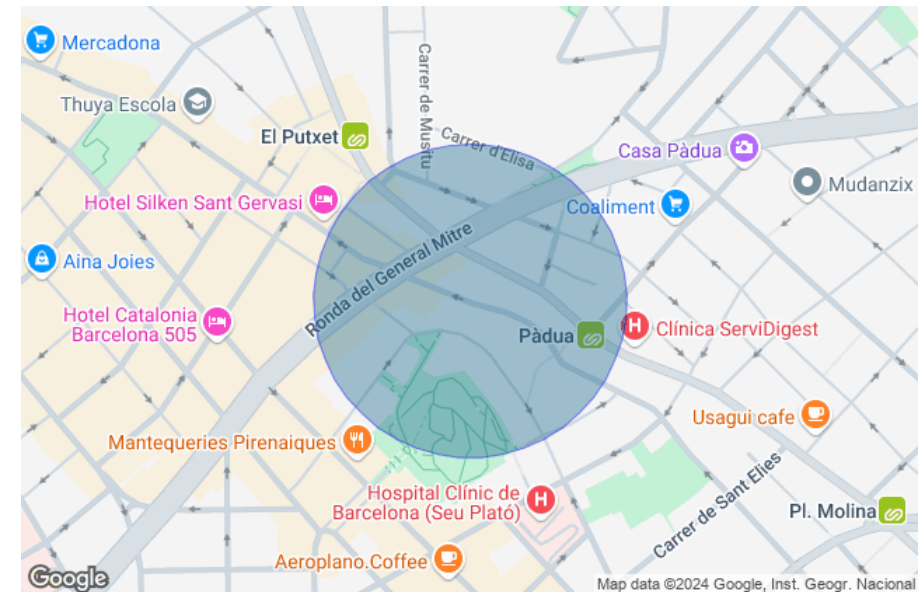 Mercadona
Carrer de Musitu
Thuya Escola
El Putxet
Carrer d'Elisa
Casa Pàdua
Mudanzix
Hotel Silken Sant Gervasi
Coaliment
Ronda del General Mitre
Aina Joies
Hotel Catalonia
Barcelona 505
Pàdua
Clínica ServiDigest
Usagui cafe
Mantequeries Pirenaiques
Carrer de Sant Elies
Hospital Clínic de
Barcelona (Seu Plató)
Pl. Molina
Aeroplano.Coffee
Google
Map data ©2024 Google, Inst. Geogr. Nacional